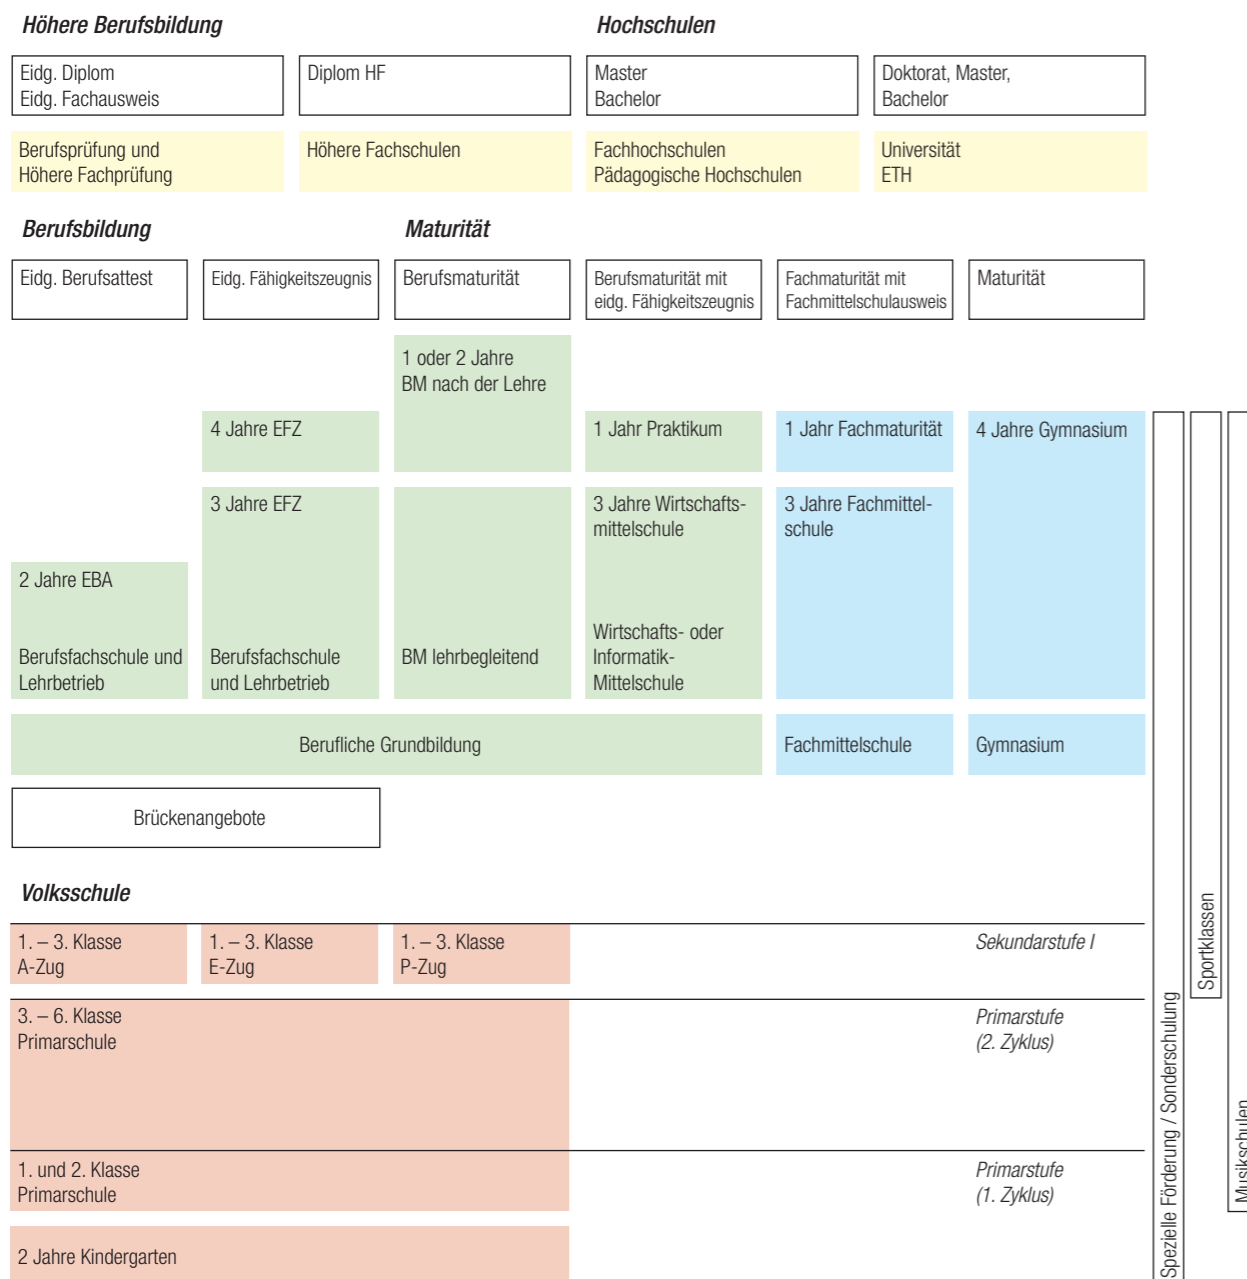 Höhere Berufsbildung
Hochschulen
Eidg. Diplom
Eidg. Fachausweis
Diplom HF
Master
Bachelor
Doktorat, Master,
Bachelor
Berufsprüfung und
Höhere Fachprüfung
Höhere Fachschulen
Fachhochschulen
Pädagogische Hochschulen
Universität
ETH
Berufsbildung
Maturität
Eidg. Berufsattest
Eidg. Fähigkeitszeugnis
Berufsmaturität
Berufsmaturität mit
eidg. Fähigkeitszeugnis
Fachmaturität mit
Fachmittelschulausweis
Maturität
1 oder 2 Jahre
BM nach der Lehre
4 Jahre EFZ
1 Jahr Praktikum
1 Jahr Fachmaturität
4 Jahre Gymnasium
3 Jahre EFZ
3 Jahre Wirtschafts-
mittelschule
3 Jahre Fachmittel-
schule
2 Jahre EBA
Berufsfachschule und
Lehrbetrieb
Berufsfachschule
und Lehrbetrieb
BM lehrbegleitend
Wirtschafts- oder
Informatik-
Mittelschule
Berufliche Grundbildung
Fachmittelschule
Gymnasium
Brückenangebote
Volksschule
1. – 3. Klasse
A-Zug
1. – 3. Klasse
E-Zug
1. – 3. Klasse
P-Zug
Sekundarstufe I
3. – 6. Klasse
Primarschule
Primarstufe
(2. Zyklus)
1. und 2. Klasse
Primarschule
Primarstufe
(1. Zyklus)
2 Jahre Kindergarten
Spezielle Förderung / Sonderschulung
Sportklassen
Musikschulen